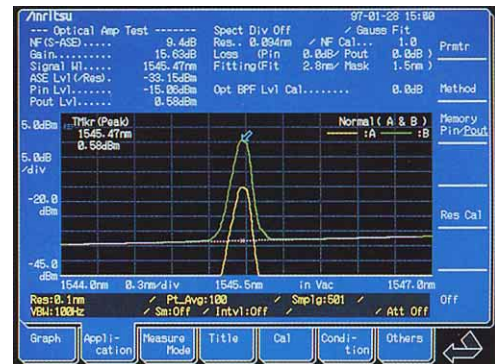 Anritsu
97-01-28 15:00
--- Optical Amp Test -------
Spect Div Off / Gauss Fit
NF(S-ASE)..... 9.4dB
Res.. 0.094nm / NF Cal... 1.0
Gain.......... 15.63dB
Loss (Pin 0.0dB/ Pout 0.0dB )
Signal Wl..... 1545.47nm
Fitting(Fit 2.8nm/ Mask 1.5nm )
ASE Lvl(/Res). -33.15dBm
Pin Lvl....... -15.06dBm
Opt BPF Lvl Cal........ 0.0dB
Pout Lvl...... 0.58dBm
Prmtr
Method
Memory
Pin/Pout
Res Cal
Off
5.0dBm
TMkr(Peak)
1545.47nm
0.58dBm
Normal( A & B )
:A :B
5.0dB
/div
-20.0
dBm
-45.0
dBm
1544.0nm 0.3nm/div 1545.5nm in Vac 1547.0nm
Res:0.1nm / Pt_Avg:100 / Smplg:501 /
VBW:100Hz / Sm:Off / Intvl:Off / / Att Off
Graph
Appli-
cation
Measure
Mode
Title
Cal
Condi-
tion
Others